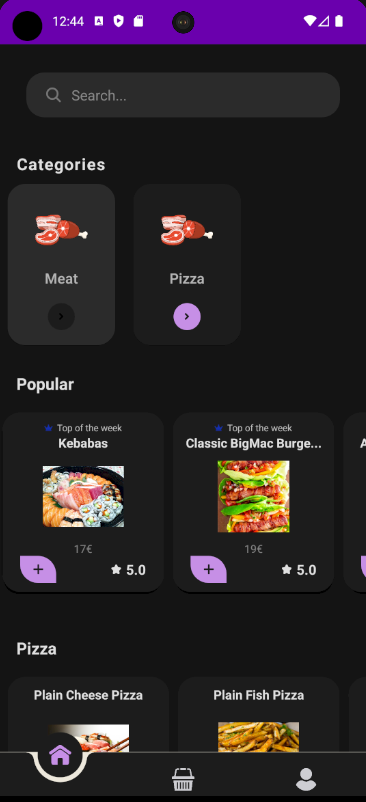 12:44
Search...
Categories
Meat
Pizza
Popular
Top of the week
Kebabas
17€
5.0
Top of the week
Classic BigMac Burge...
19€
5.0
A
Pizza
Plain Cheese Pizza
Plain Fish Pizza